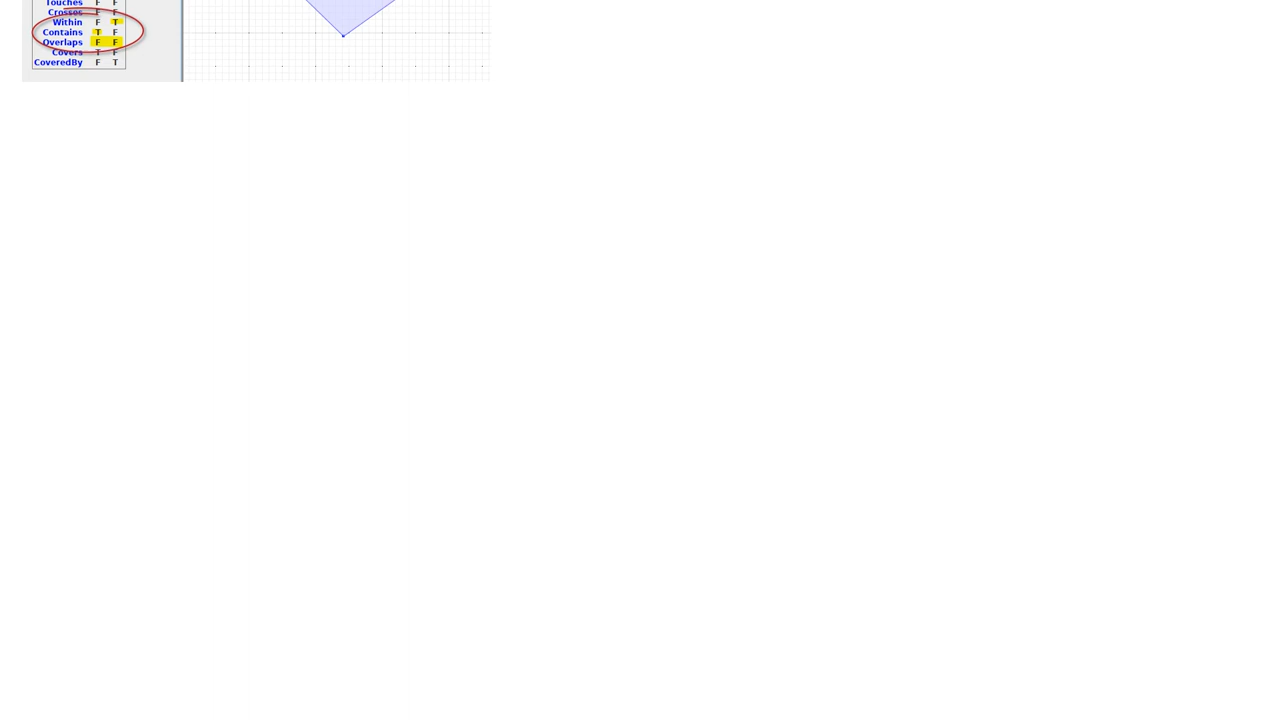 Touches F F
Crosses F F
Within F T
Contains T F
Overlaps F F
Covers T F
CoveredBy F T